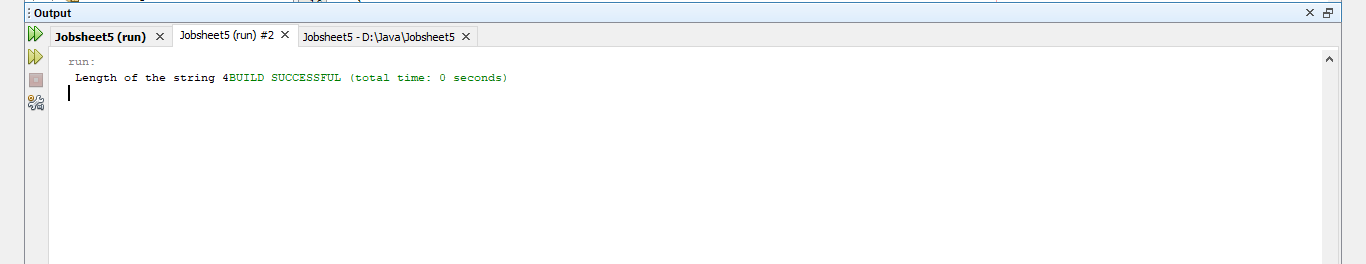 Output
Jobsheet5 (run) Jobsheet5 (run) #2 Jobsheet5 - D:\Java\Jobsheet5
run:
Length of the string 4BUILD SUCCESSFUL (total time: 0 seconds)